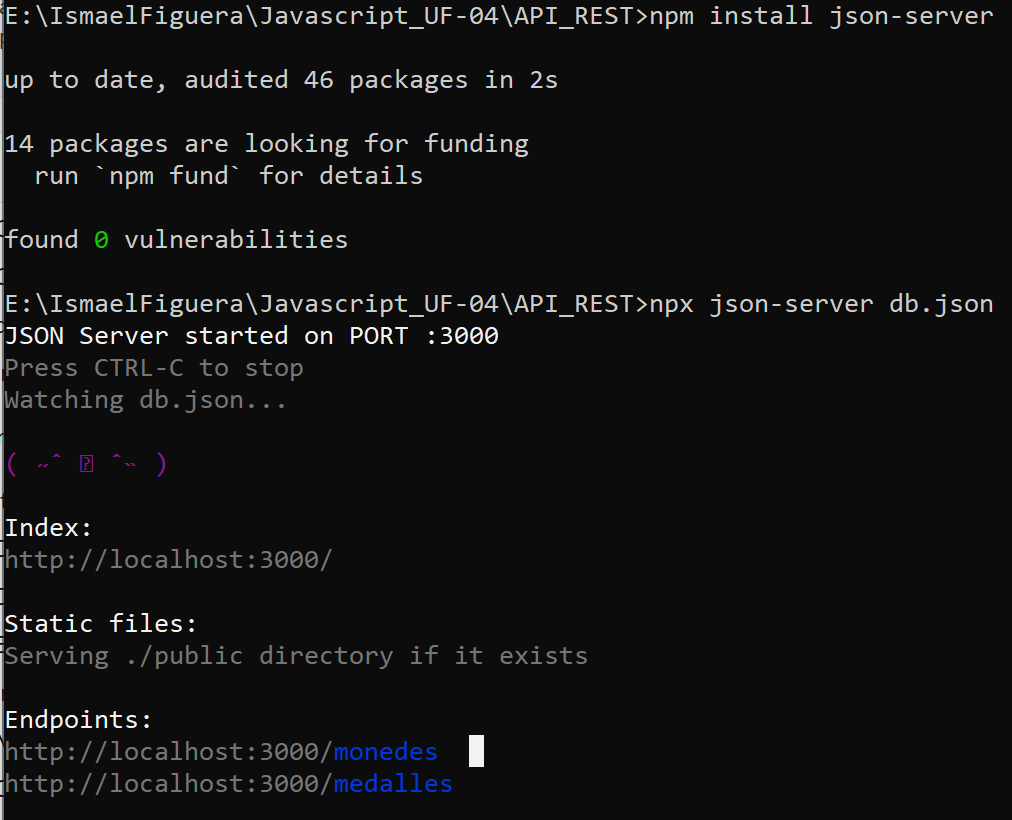 E:\IsmaelFiguera\Javascript_UF-04\API_REST>npm install json-server
up to date, audited 46 packages in 2s
14 packages are looking for funding
run `npm fund` for details
found 0 vulnerabilities
E:\IsmaelFiguera\Javascript_UF-04\API_REST>npx json-server db.json
JSON Server started on PORT :3000
Press CTRL-C to stop
Watching db.json...
( ˶ˆ ⍰ ˆ˵ )
Index:
http://localhost:3000/
Static files:
Serving ./public directory if it exists
Endpoints:
http://localhost:3000/monedes
http://localhost:3000/medalles